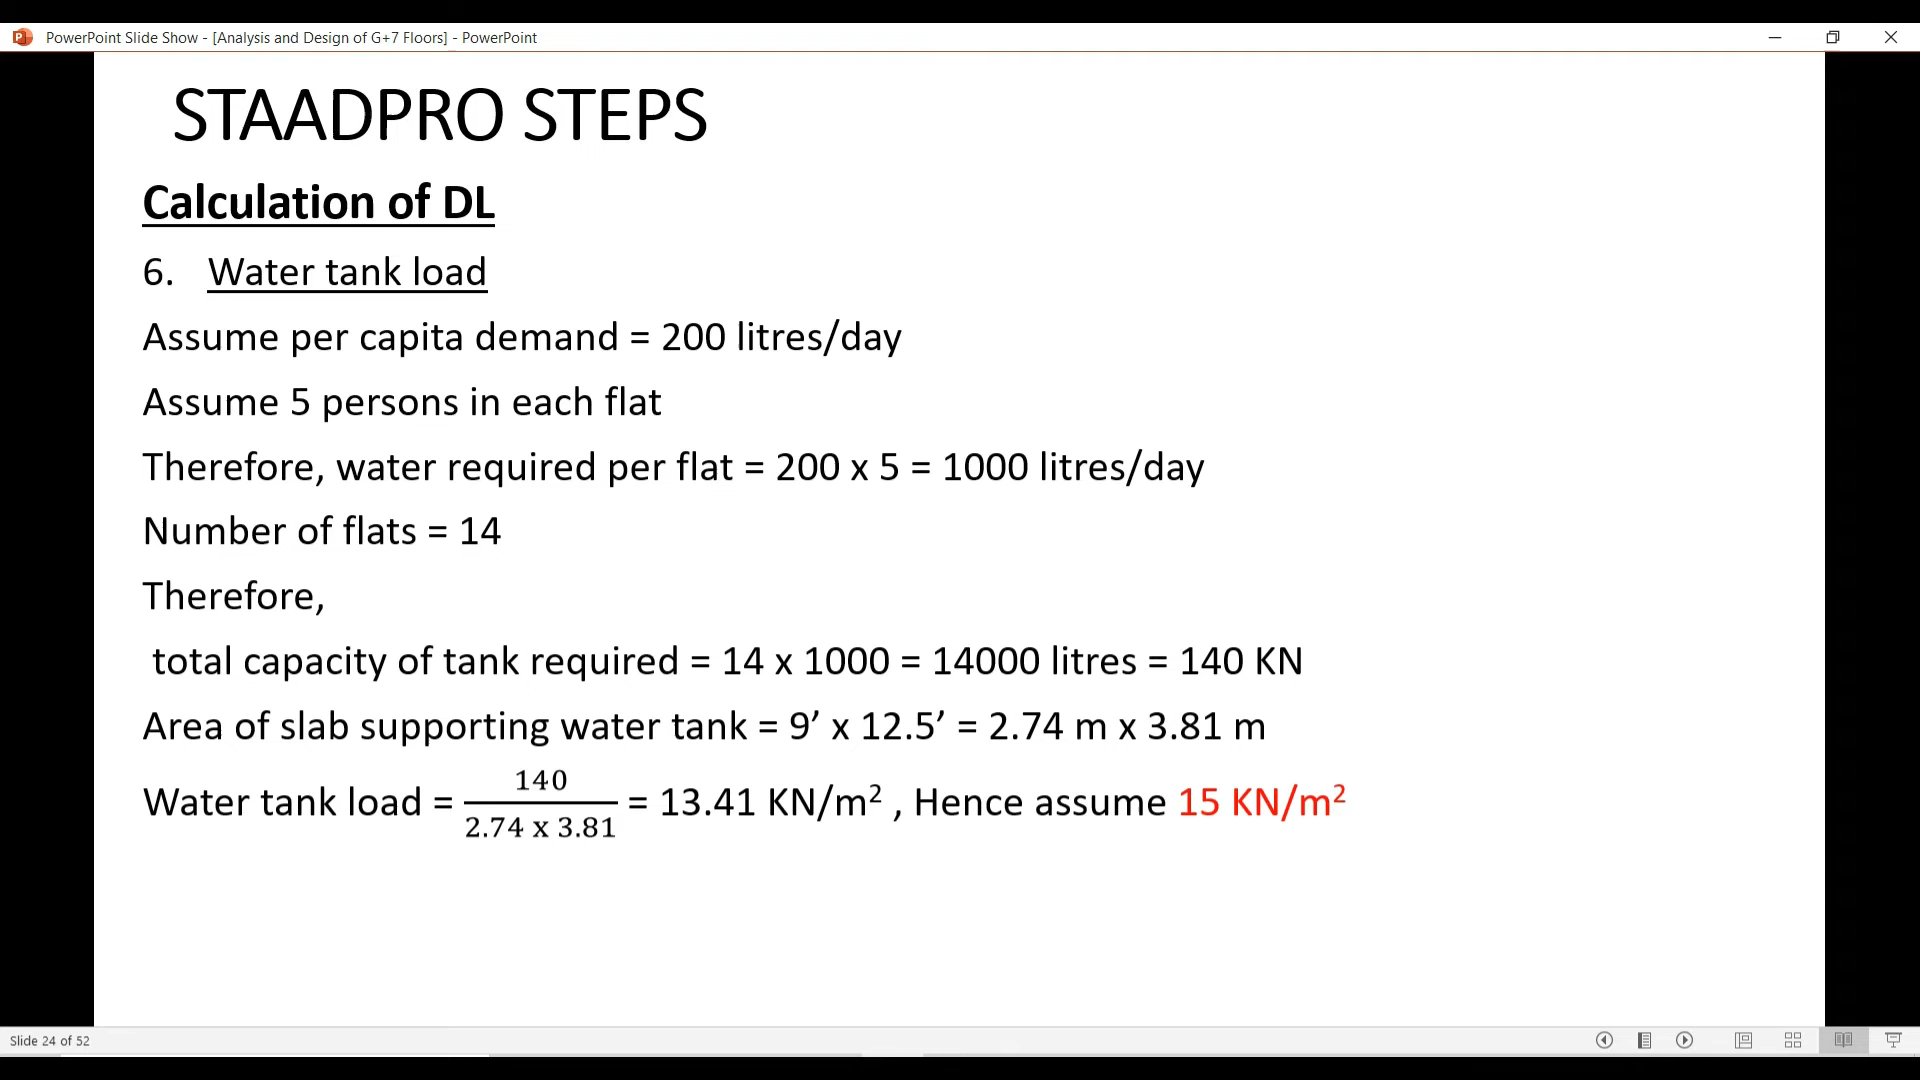 PowerPoint Slide Show - [Analysis and Design of G+7 Floors] - PowerPoint
STAADPRO STEPS
Calculation of DL
6. Water tank load
Assume per capita demand = 200 litres/day
Assume 5 persons in each flat
Therefore, water required per flat = 200 x 5 = 1000 litres/day
Number of flats = 14
Therefore,
total capacity of tank required = 14 x 1000 = 14000 litres = 140 KN
Area of slab supporting water tank = 9’ x 12.5’ = 2.74 m x 3.81 m
Water tank load = 140 / 2.74 x 3.81 = 13.41 KN/m² , Hence assume 15 KN/m²
Slide 24 of 52